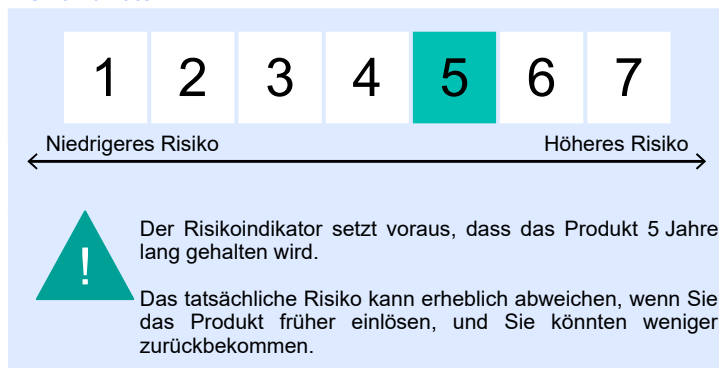 1 2 3 4 5 6 7
Niedrigeres Risiko Höheres Risiko
!
Der Risikoindikator setzt voraus, dass das Produkt 5 Jahre
lang gehalten wird.
Das tatsächliche Risiko kann erheblich abweichen, wenn Sie
das Produkt früher einlösen, und Sie könnten weniger
zurückbekommen.